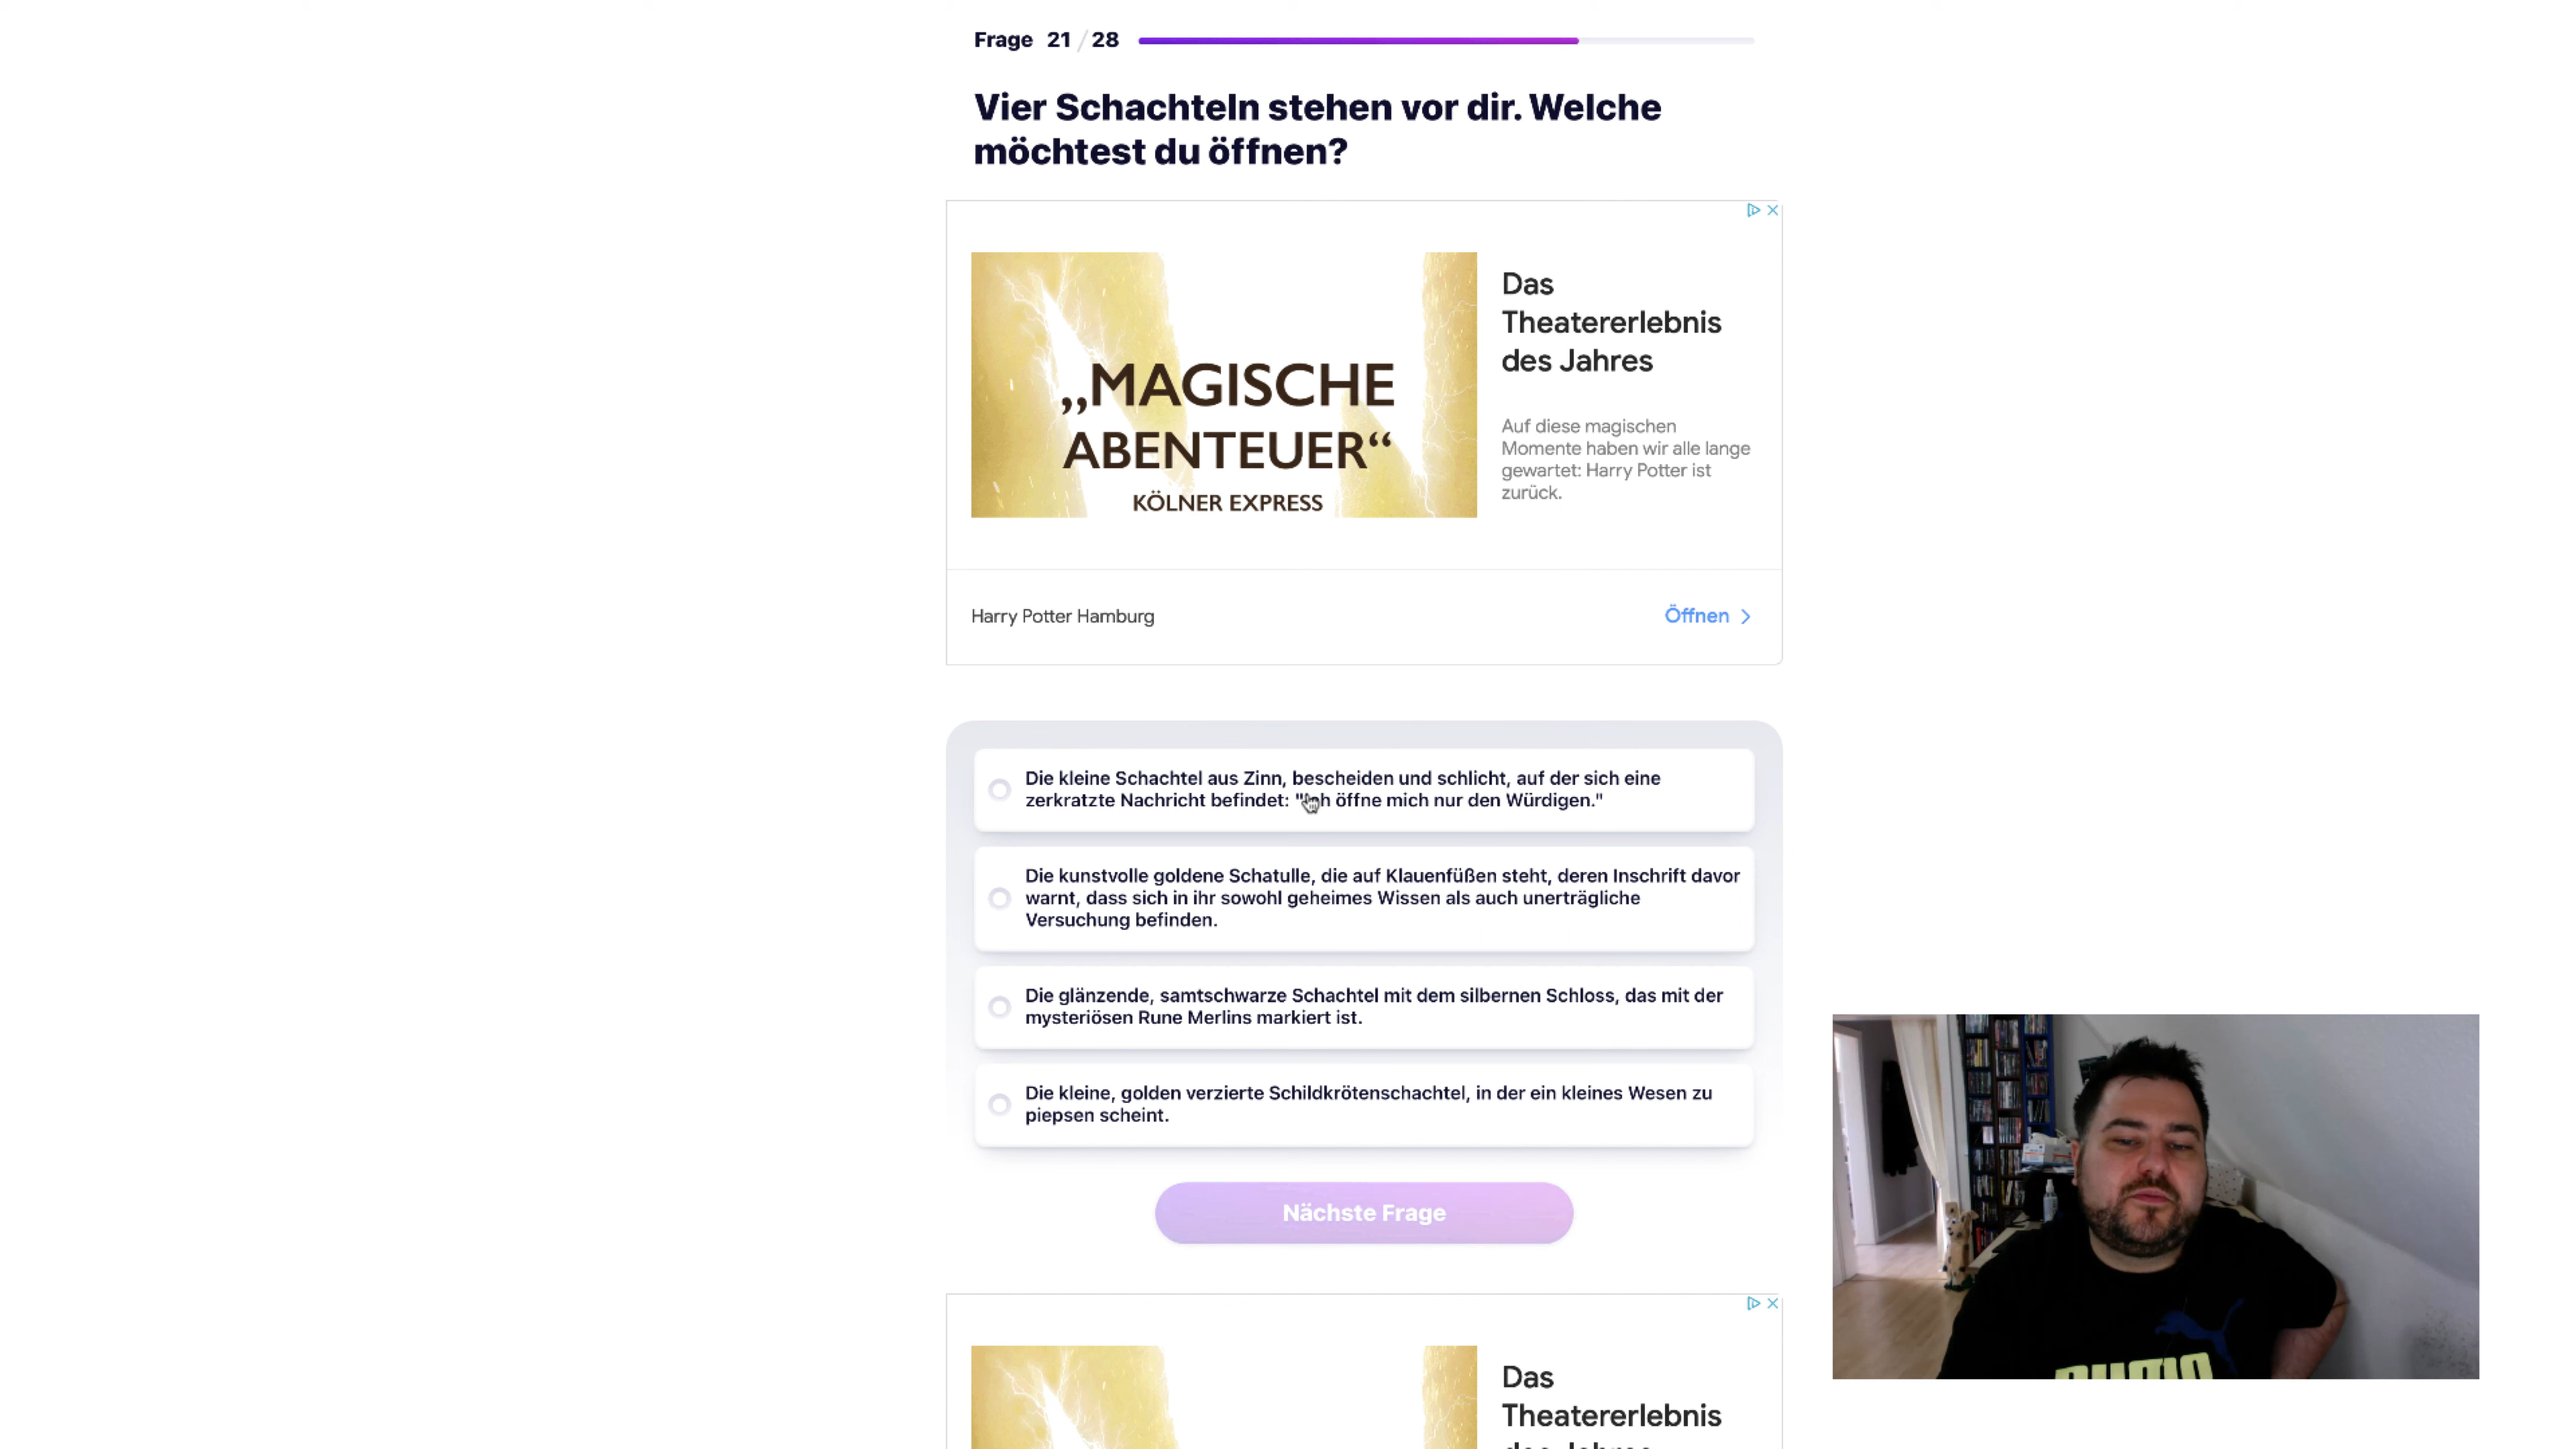 Frage 21 / 28
Vier Schachteln stehen vor dir. Welche
möchtest du öffnen?
„MAGISCHE
ABENTEUER“
KÖLNER EXPRESS
Das
Theatererlebnis
des Jahres
Auf diese magischen
Momente haben wir alle lange
gewartet: Harry Potter ist
zurück.
Harry Potter Hamburg
Öffnen
Die kleine Schachtel aus Zinn, bescheiden und schlicht, auf der sich eine
zerkratzte Nachricht befindet: "Ich öffne mich nur den Würdigen."
Die kunstvolle goldene Schatulle, die auf Klauenfüßen steht, deren Inschrift davor
warnt, dass sich in ihr sowohl geheimes Wissen als auch unerträgliche
Versuchung befinden.
Die glänzende, samtschwarze Schachtel mit dem silbernen Schloss, das mit der
mysteriösen Rune Merlins markiert ist.
Die kleine, golden verzierte Schildkrötenschachtel, in der ein kleines Wesen zu
piepsen scheint.
Nächste Frage
Das
Theatererlebnis